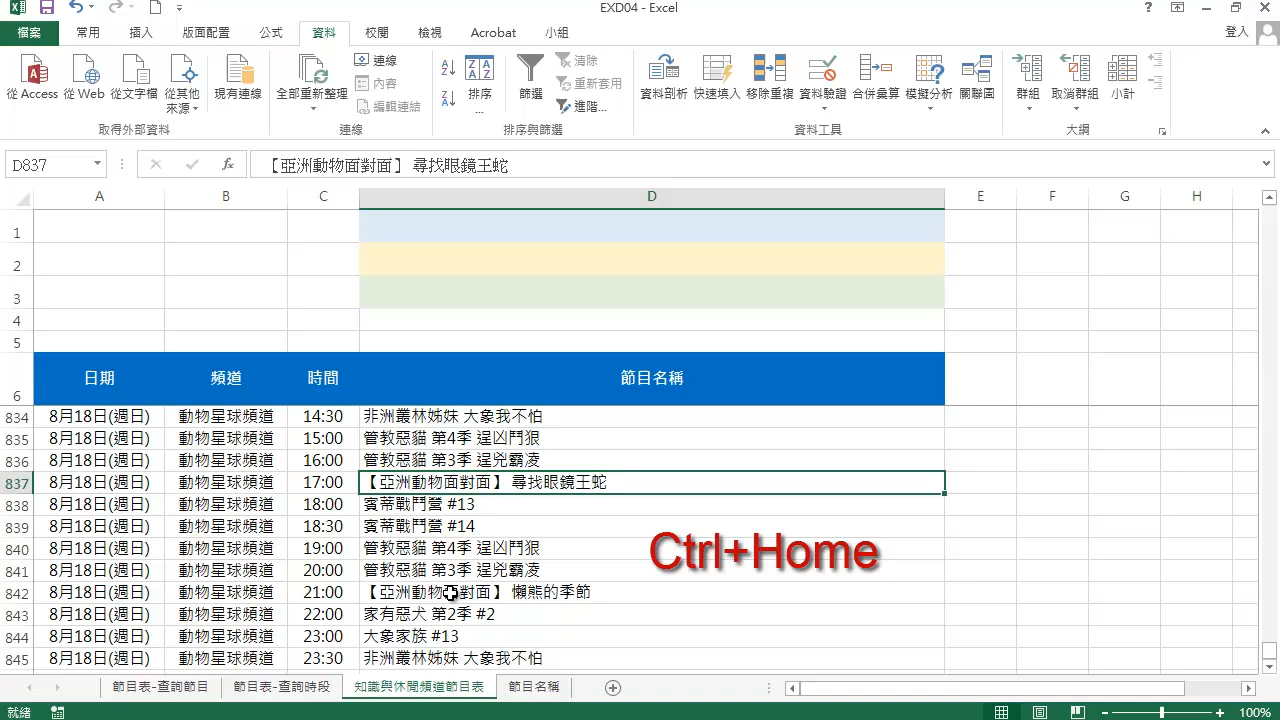 EXD04 - Excel
檔案 常用 插入 版面配置 公式 資料 校閱 檢視 Acrobat 小組 登入
從 Access 從 Web 從文字檔 從其他來源 現有連線 全部重新整理 連線 內容 編輯連結 排序... 篩選 清除 重新套用 進階... 資料剖析 快速填入 移除重複 資料驗證 合併彙算 模擬分析 關聯圖 群組 取消群組 小計
取得外部資料 連線 排序與篩選 資料工具 大綱
D837 fx 【亞洲動物面對面】 尋找眼鏡王蛇
A B C D E F G H
1
2
3
4
5
6 日期 頻道 時間 節目名稱
834 8月18日(週日) 動物星球頻道 14:30 非洲叢林姊妹 大象我不怕
835 8月18日(週日) 動物星球頻道 15:00 管教惡貓 第4季 逞凶鬥狠
836 8月18日(週日) 動物星球頻道 16:00 管教惡貓 第3季 逞兇霸凌
837 8月18日(週日) 動物星球頻道 17:00 【亞洲動物面對面】 尋找眼鏡王蛇
838 8月18日(週日) 動物星球頻道 18:00 賓蒂戰鬥營 #13
839 8月18日(週日) 動物星球頻道 18:30 賓蒂戰鬥營 #14
840 8月18日(週日) 動物星球頻道 19:00 管教惡貓 第4季 逞凶鬥狠
Ctrl+Home
841 8月18日(週日) 動物星球頻道 20:00 管教惡貓 第3季 逞兇霸凌
842 8月18日(週日) 動物星球頻道 21:00 【亞洲動物面對面】 懶熊的季節
843 8月18日(週日) 動物星球頻道 22:00 家有惡犬 第2季 #2
844 8月18日(週日) 動物星球頻道 23:00 大象家族 #13
845 8月18日(週日) 動物星球頻道 23:30 非洲叢林姊妹 大象我不怕
節目表-查詢節目 節目表-查詢時段 知識與休閒頻道節目表 節目名稱
就緒 100%